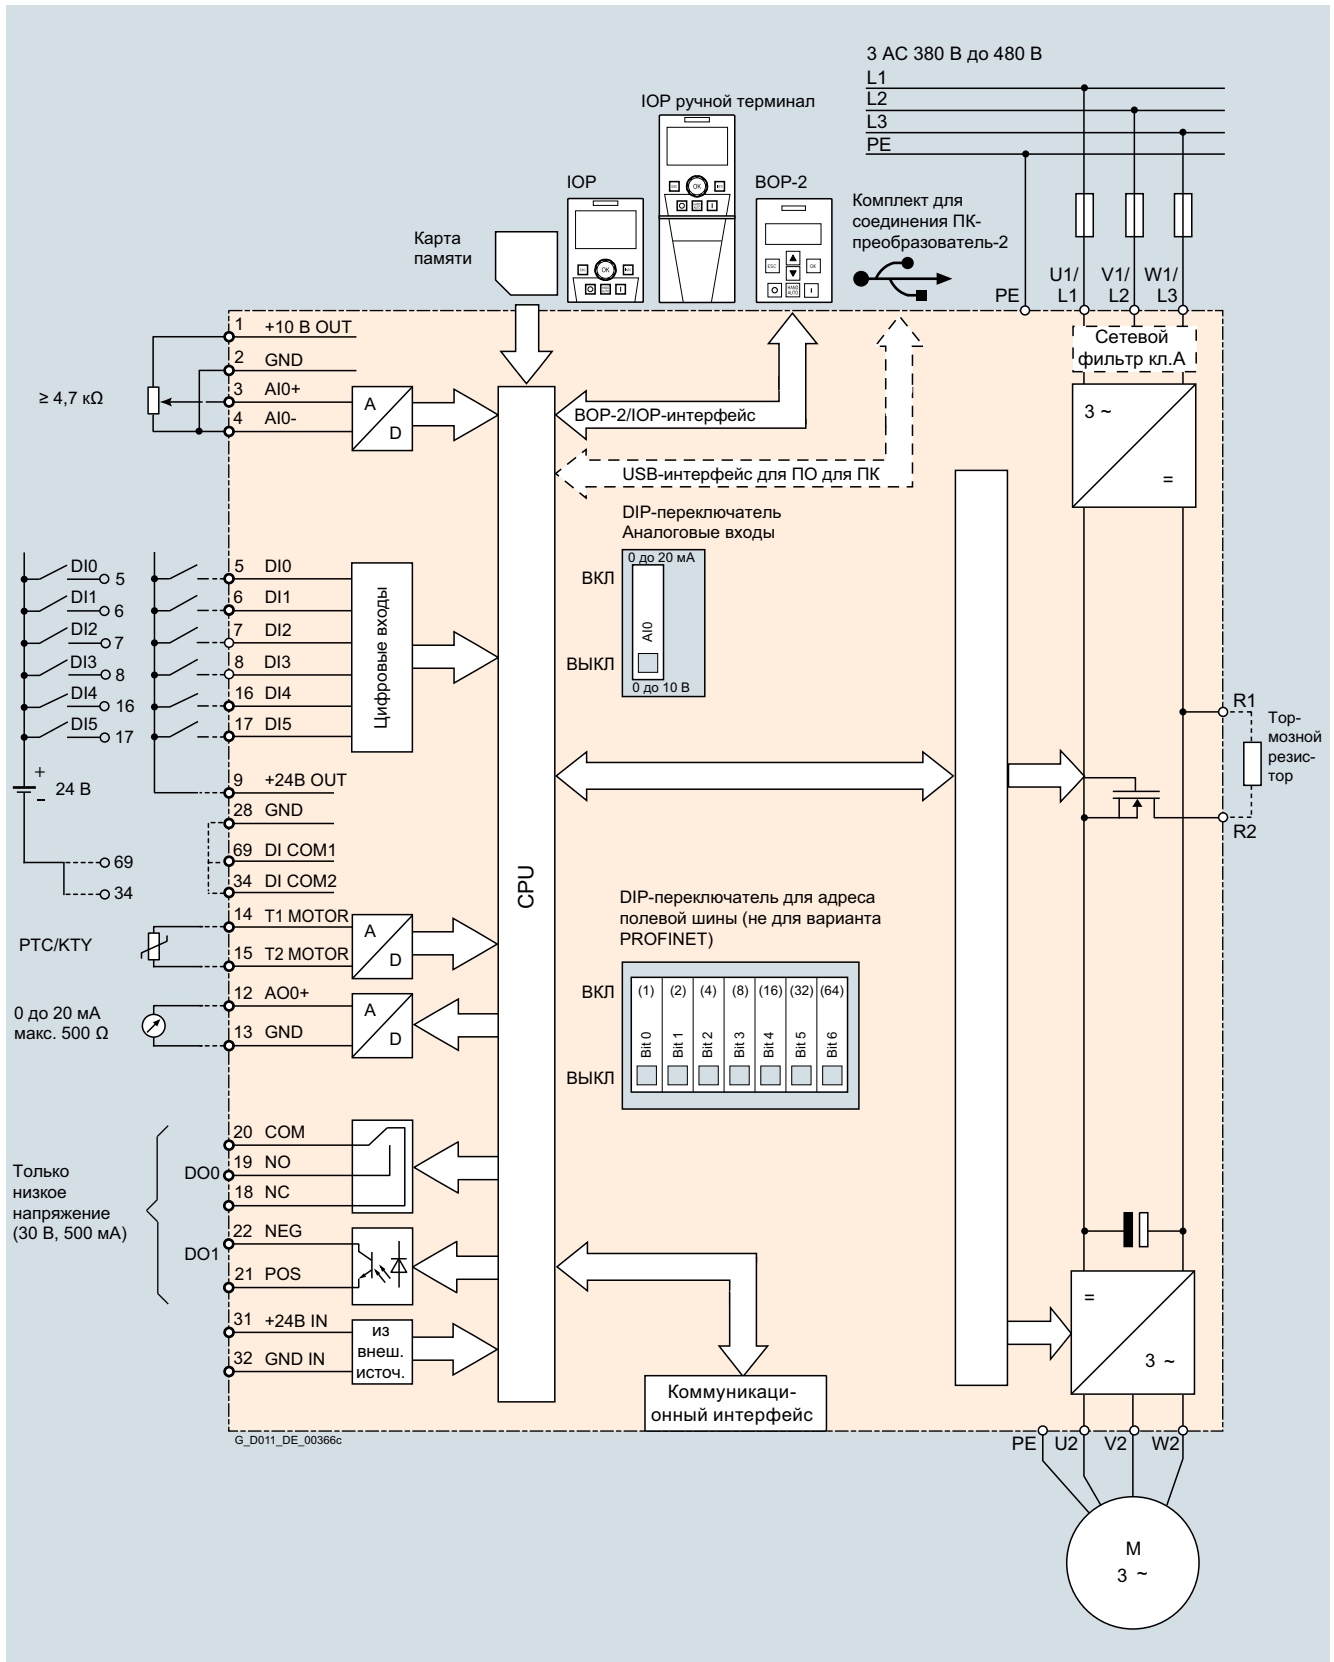 3 AC 380 В до 480 В
L1
L2
L3
PE
IOP ручной терминал
IOP
BOP-2
Комплект для
соединения ПК-
преобразователь-2
Карта
памяти
ESC
OK
INFO
HAND
AUTO
PE
U1/
L1
V1/
L2
W1/
L3
Сетевой
фильтр кл.А
3 ~
=
1 +10 В OUT
2 GND
3 AI0+
4 AI0-
≥ 4,7 кΩ
A
D
BOP-2/IOP-интерфейс
USB-интерфейс для ПО для ПК
DIP-переключатель
Аналоговые входы
0 до 20 мА
ВКЛ
AI0
ВЫКЛ
0 до 10 В
DI0 5
DI1 6
DI2 7
DI3 8
DI4 16
DI5 17
+
-
24 В
69
34
5 DI0
6 DI1
7 DI2
8 DI3
16 DI4
17 DI5
Цифровые входы
9 +24В OUT
28 GND
69 DI COM1
34 DI COM2
CPU
R1
Тор-
мозной
резис-
тор
R2
14 T1 MOTOR
15 T2 MOTOR
PTC/KTY
A
D
12 AO0+
13 GND
0 до 20 мА
макс. 500 Ω
A
D
DIP-переключатель для адреса
полевой шины (не для варианта
PROFINET)
ВКЛ
(1) (2) (4) (8) (16) (32) (64)
Bit 0 Bit 1 Bit 2 Bit 3 Bit 4 Bit 5 Bit 6
ВЫКЛ
20 COM
19 NO
18 NC
DO0
22 NEG
21 POS
DO1
Только
низкое
напряжение
(30 В, 500 мА)
31 +24В IN
32 GND IN
из
внеш.
источ.
=
3 ~
Коммуникаци-
онный интерфейс
G_D011_DE_00366c
PE U2 V2 W2
M
3 ~